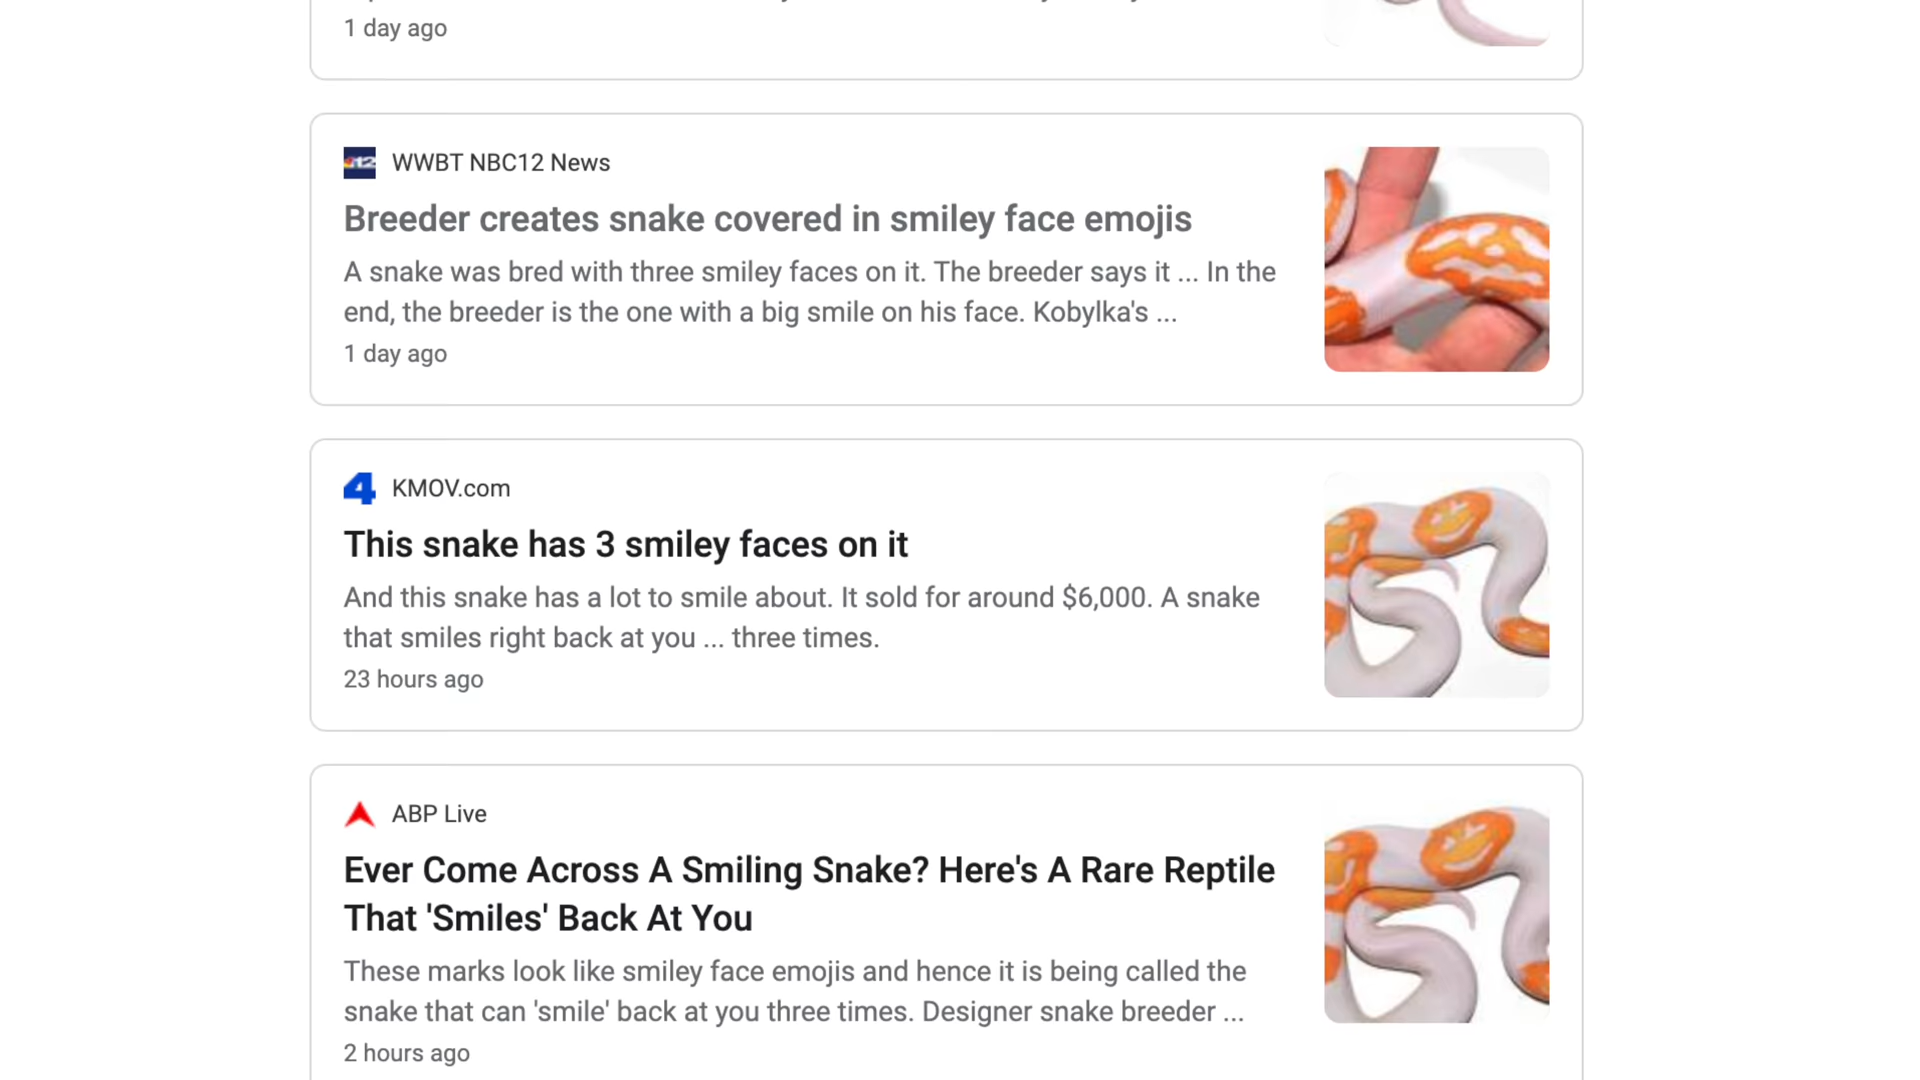 1 day ago
12
WWBT NBC12 News
Breeder creates snake covered in smiley face emojis
A snake was bred with three smiley faces on it. The breeder says it ... In the
end, the breeder is the one with a big smile on his face. Kobylka's ...
1 day ago
4
KMOV.com
This snake has 3 smiley faces on it
And this snake has a lot to smile about. It sold for around $6,000. A snake
that smiles right back at you ... three times.
23 hours ago
ABP Live
Ever Come Across A Smiling Snake? Here's A Rare Reptile
That 'Smiles' Back At You
These marks look like smiley face emojis and hence it is being called the
snake that can 'smile' back at you three times. Designer snake breeder ...
2 hours ago